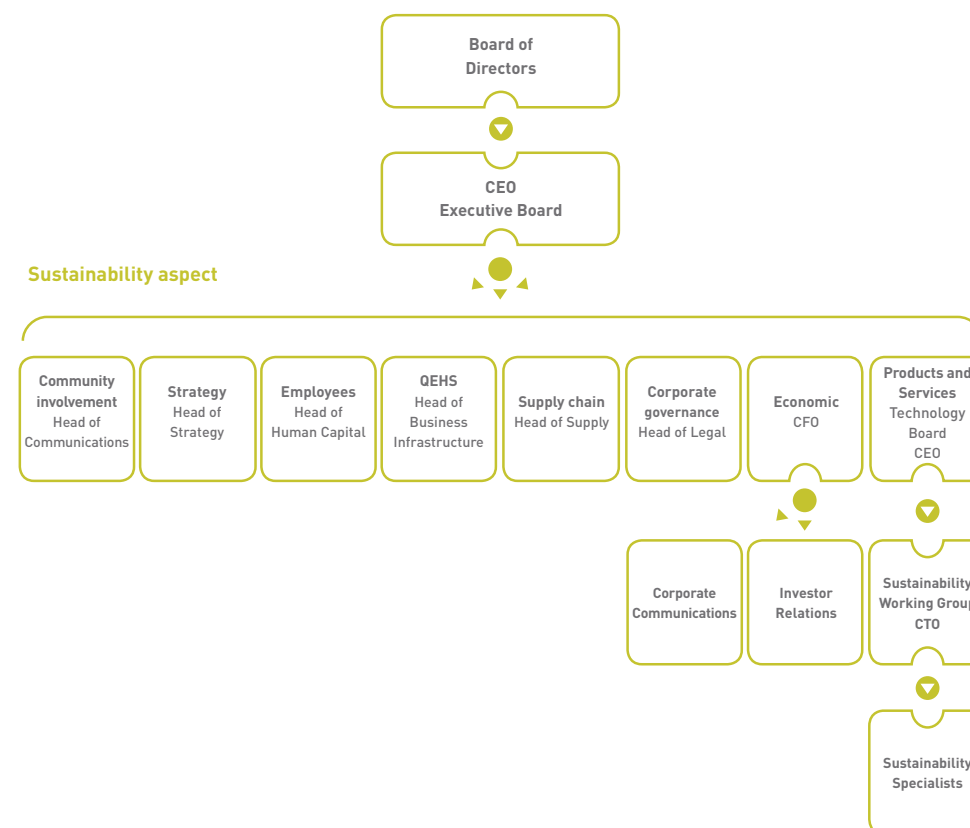 Board of
Directors
CEO
Executive Board
Sustainability aspect
Community
involvement
Head of
Communications
Strategy
Head of
Strategy
Employees
Head of
Human Capital
QEHS
Head of
Business
Infrastructure
Supply chain
Head of Supply
Corporate
governance
Head of Legal
Economic
CFO
Products and
Services
Technology
Board
CEO
Corporate
Communications
Investor
Relations
Sustainability
Working Group
CTO
Sustainability
Specialists